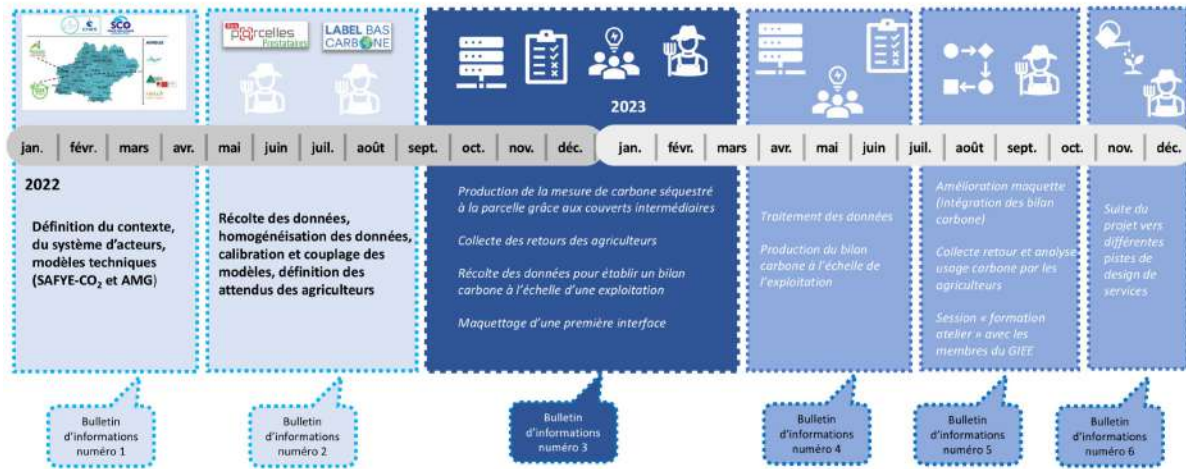 cnes
SCO
Mes
parcelles
Prestataires
LABEL BAS
CARBONE
2023
jan. févr. mars avr. mai juin juil. août sept. oct. nov. déc. jan. févr. mars avr. mai juin juil. août sept. oct. nov. déc.
2022
Définition du contexte,
du système d'acteurs,
modèles techniques
(SAFYE-CO₂ et AMG)
Récolte des données,
homogénéisation des données,
calibration et couplage des
modèles, définition des
attendus des agriculteurs
Production de la mesure de carbone séquestré
à la parcelle grâce aux couverts intermédiaires
Collecte des retours des agriculteurs
Récolte des données pour établir un bilan
carbone à l'échelle d'une exploitation
Maquettage d'une première interface
Traitement des données
Production du bilan
carbone à l'échelle de
l'exploitation
Amélioration maquette
(intégration des bilan
carbone)
Collecte retour et analyse
usage carbone par les
agriculteurs
Session « formation
atelier » avec les
membres du GIEE
Suite du
projet vers
différentes
pistes de
design de
services
Bulletin
d'informations
numéro 1
Bulletin
d'informations
numéro 2
Bulletin
d'informations
numéro 3
Bulletin
d'informations
numéro 4
Bulletin
d'informations
numéro 5
Bulletin
d'informations
numéro 6